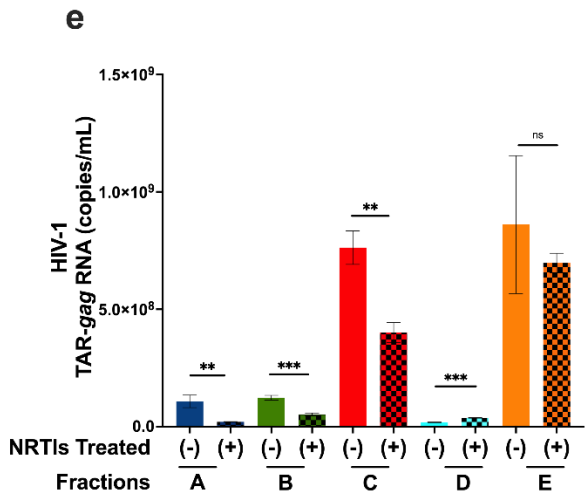 e
HIV-1
TAR-gag RNA (copies/mL)
1.5×10⁹
1.0×10⁹
5.0×10⁸
0.0
** *** ** *** ns
NRTIs Treated (-) (+) (-) (+) (-) (+) (-) (+) (-) (+)
Fractions A B C D E